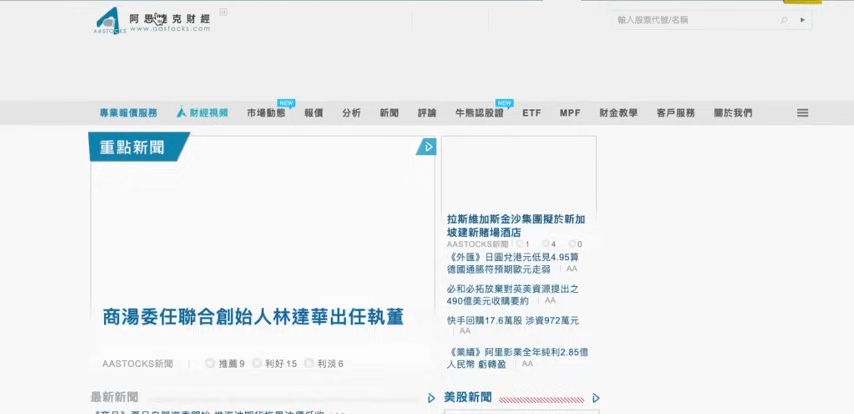 阿思達克財經
AASTOCKS www.aastocks.com
輸入股票代號/名稱
專業報價服務 財經視頻 市場動態 NEW 報價 分析 新聞 評論 牛熊認股證 NEW ETF MPF 財金教學 客戶服務 關於我們
重點新聞
商湯委任聯合創始人林達華出任執董
AASTOCKS新聞 推薦9 利好15 利淡6
拉斯維加斯金沙集團擬於新加
坡建新賭場酒店
AASTOCKS新聞 1 4 0
《外匯》日圓兌港元低見4.95算
德國通脹符預期歐元走弱 | AA
必和必拓放棄對英美資源提出之
490億美元收購要約 | AA
快手回購17.6萬股 涉資972萬元
| AA
《業績》阿里影業全年純利2.85億
人民幣 虧轉盈 | AA
最新新聞
美股新聞